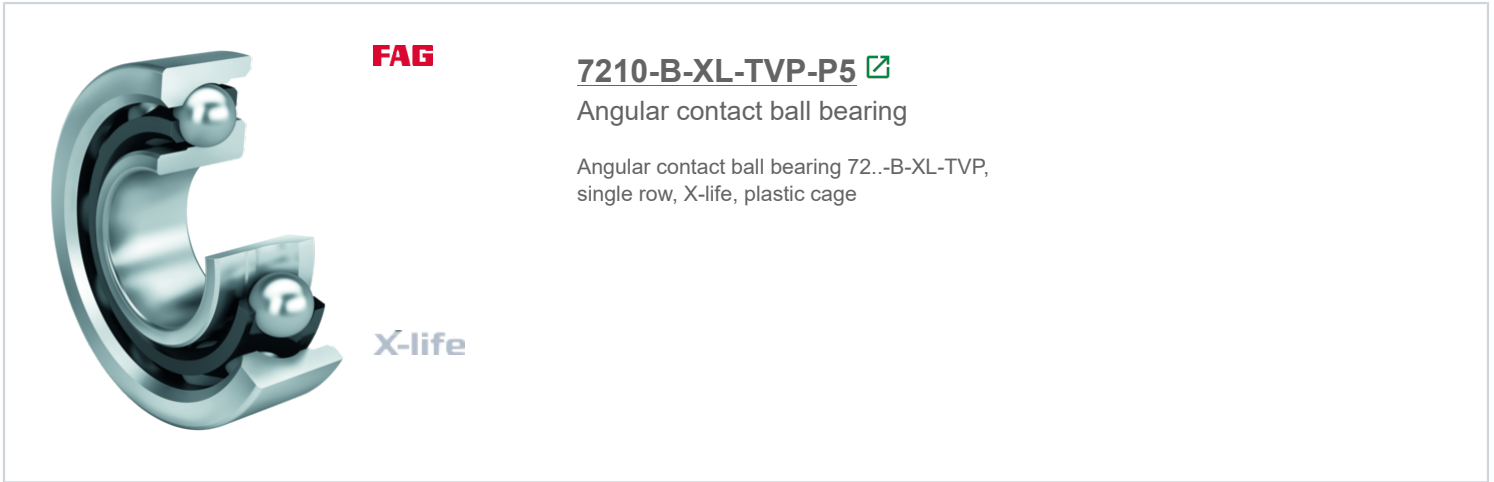 FAG
7210-B-XL-TVP-P5
Angular contact ball bearing
Angular contact ball bearing 72..-B-XL-TVP,
single row, X-life, plastic cage
X-life